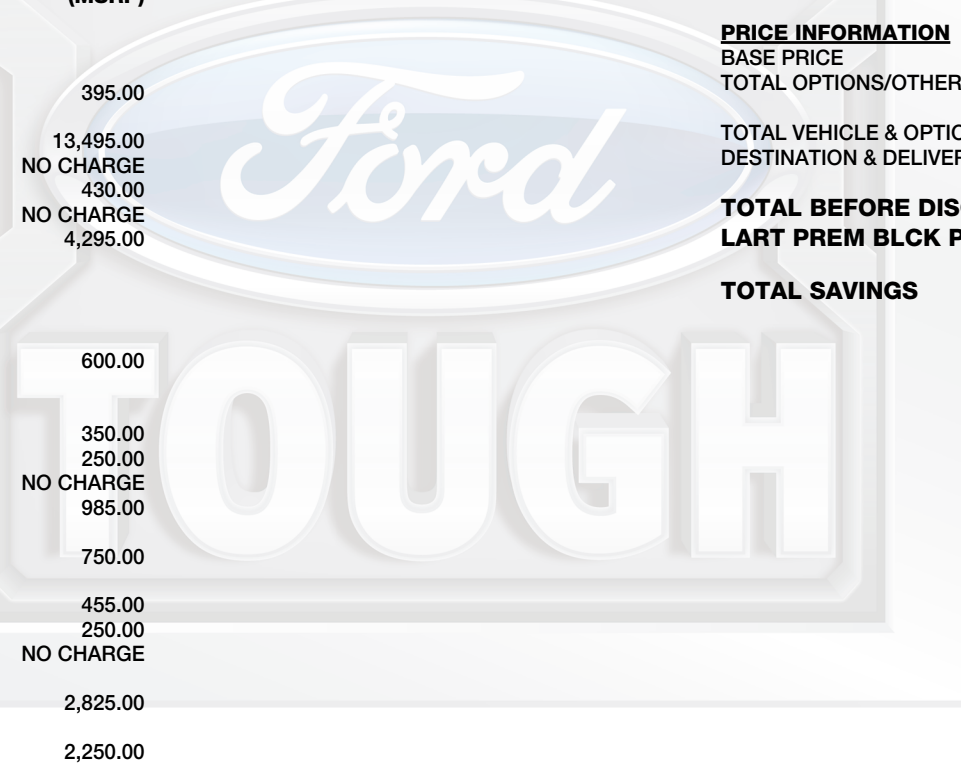 (MSRP)
395.00
13,495.00
NO CHARGE
430.00
NO CHARGE
4,295.00
600.00
350.00
250.00
NO CHARGE
985.00
750.00
455.00
250.00
NO CHARGE
2,825.00
2,250.00
PRICE INFORMATION
BASE PRICE
TOTAL OPTIONS/OTHER
TOTAL VEHICLE & OPTIO
DESTINATION & DELIVER
TOTAL BEFORE DIS
LART PREM BLCK P
TOTAL SAVINGS
Ford
TOUGH